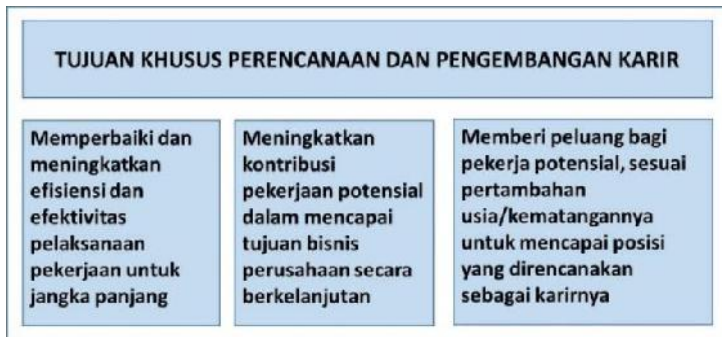 TUJUAN KHUSUS PERENCANAAN DAN PENGEMBANGAN KARIR
Memperbaiki dan
meningkatkan
efisiensi dan
efektivitas
pelaksanaan
pekerjaan untuk
jangka panjang
Meningkatkan
kontribusi
pekerjaan potensial
dalam mencapai
tujuan bisnis
perusahaan secara
berkelanjutan
Memberi peluang bagi
pekerja potensial, sesuai
pertambahan
usia/kematangannya
untuk mencapai posisi
yang direncanakan
sebagai karirnya